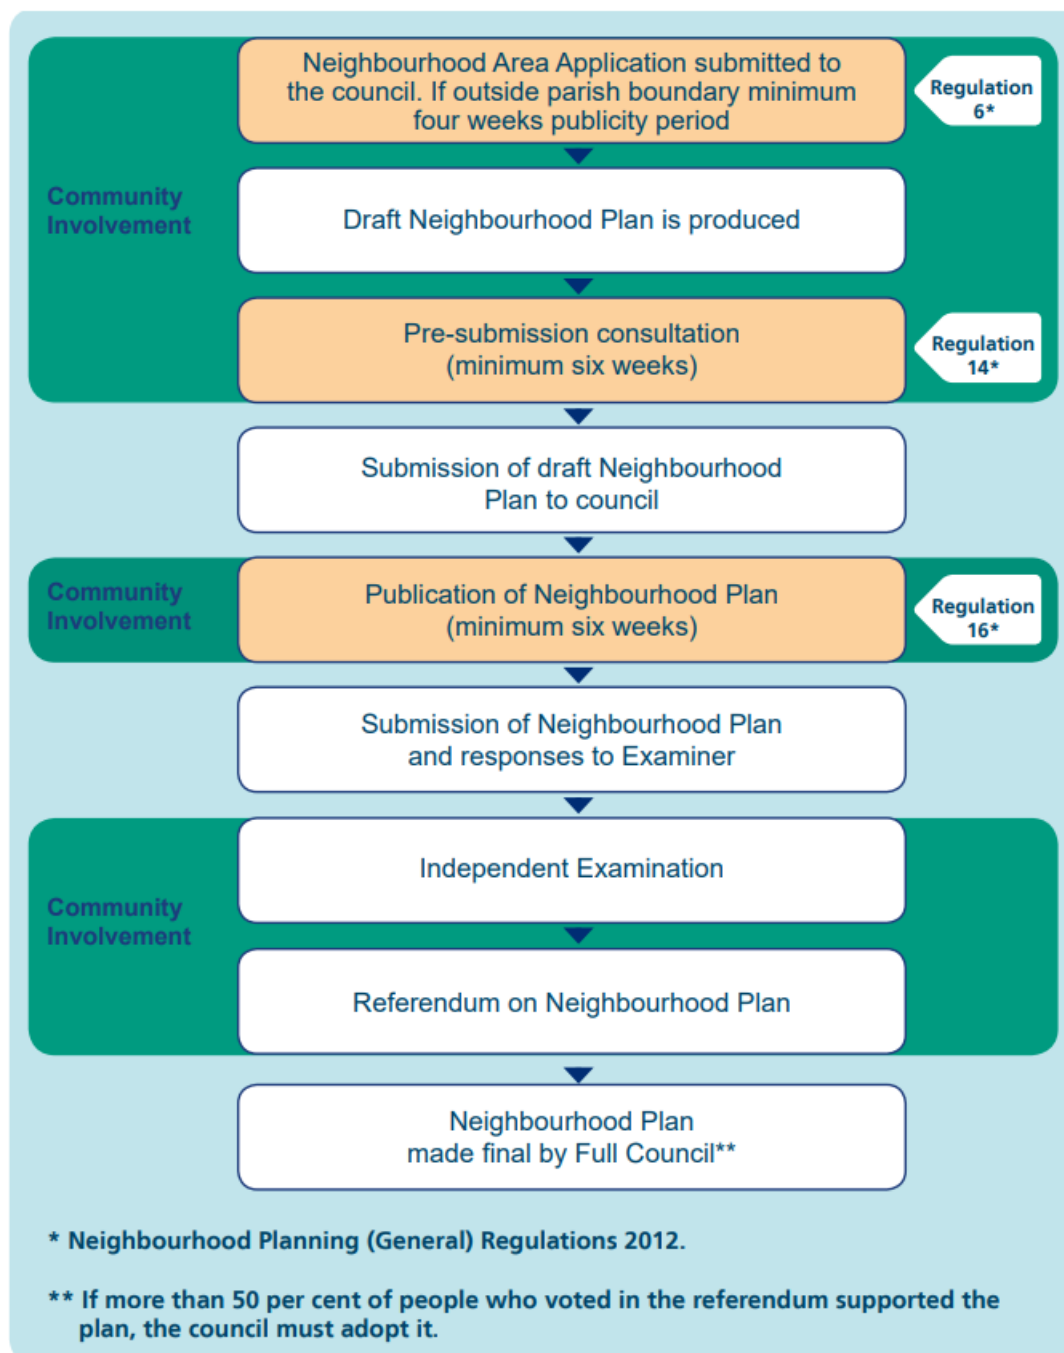 Neighbourhood Area Application submitted to
the council. If outside parish boundary minimum
four weeks publicity period
Regulation
6*
Community
Involvement
Draft Neighbourhood Plan is produced
Pre-submission consultation
(minimum six weeks)
Regulation
14*
Submission of draft Neighbourhood
Plan to council
Community
Involvement
Publication of Neighbourhood Plan
(minimum six weeks)
Regulation
16*
Submission of Neighbourhood Plan
and responses to Examiner
Independent Examination
Community
Involvement
Referendum on Neighbourhood Plan
Neighbourhood Plan
made final by Full Council**
* Neighbourhood Planning (General) Regulations 2012.
** If more than 50 per cent of people who voted in the referendum supported the
plan, the council must adopt it.